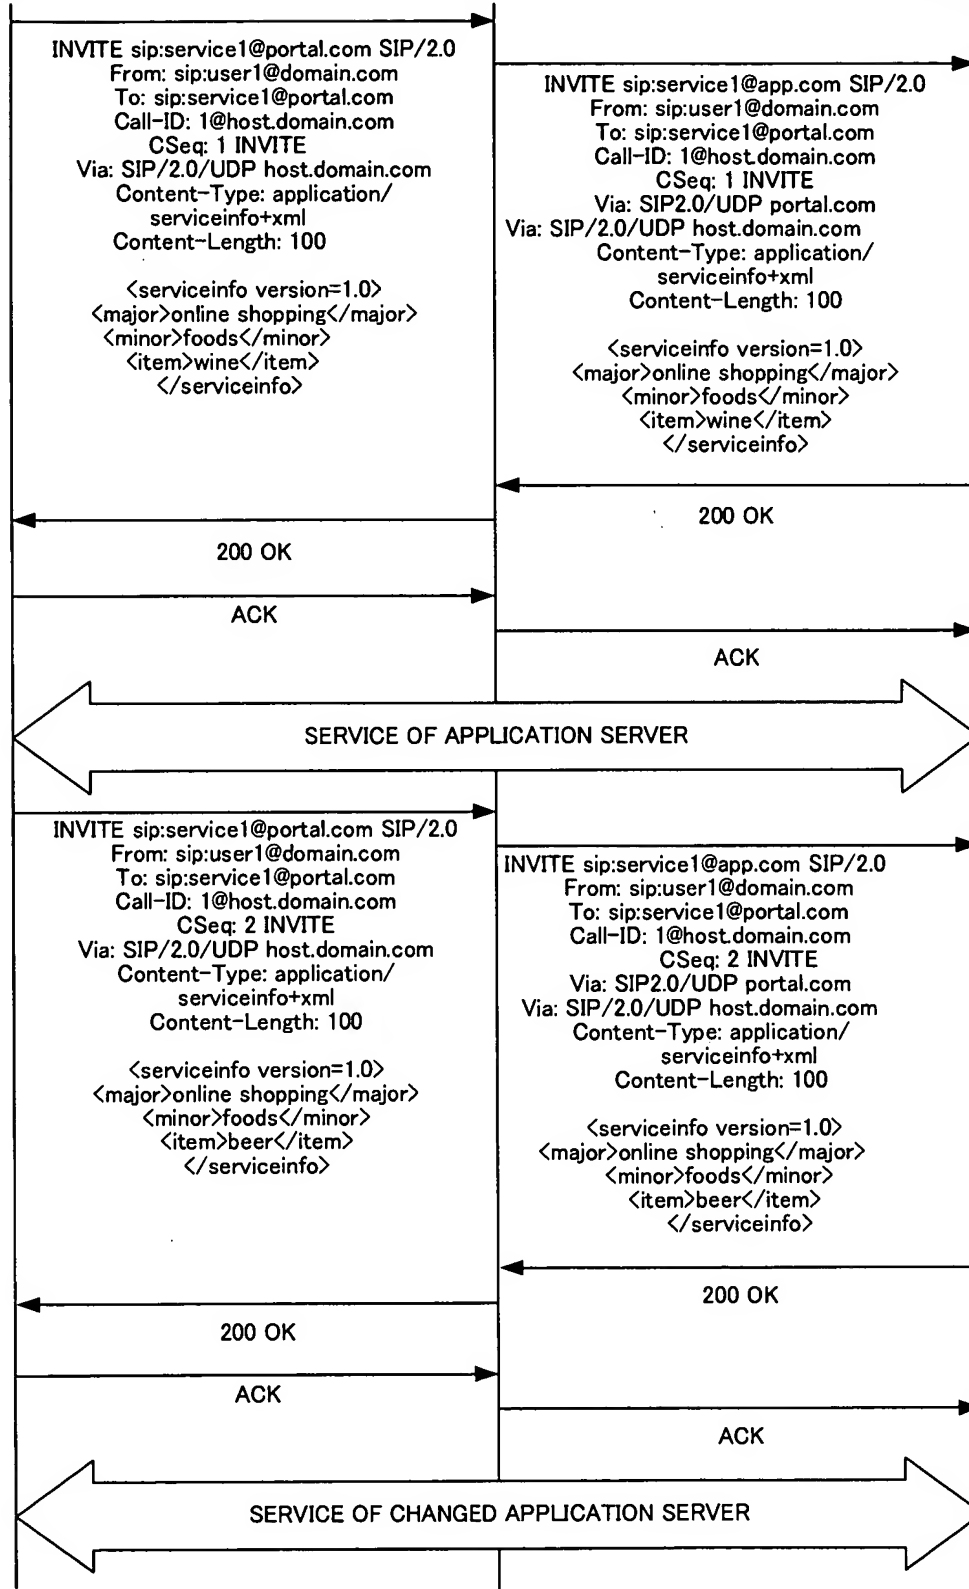 INVITE sip:service1@portal.com SIP/2.0
From: sip:user1@domain.com
To: sip:service1@portal.com
Call-ID: 1@host.domain.com
CSeq: 1 INVITE
Via: SIP/2.0/UDP host.domain.com
Content-Type: application/
serviceinfo+xml
Content-Length: 100
<serviceinfo version=1.0>
<major>online shopping</major>
<minor>foods</minor>
<item>wine</item>
</serviceinfo>
INVITE sip:service1@app.com SIP/2.0
From: sip:user1@domain.com
To: sip:service1@portal.com
Call-ID: 1@host.domain.com
CSeq: 1 INVITE
Via: SIP2.0/UDP portal.com
Via: SIP/2.0/UDP host.domain.com
Content-Type: application/
serviceinfo+xml
Content-Length: 100
<serviceinfo version=1.0>
<major>online shopping</major>
<minor>foods</minor>
<item>wine</item>
</serviceinfo>
200 OK
200 OK
ACK
ACK
SERVICE OF APPLICATION SERVER
INVITE sip:service1@portal.com SIP/2.0
From: sip:user1@domain.com
To: sip:service1@portal.com
Call-ID: 1@host.domain.com
CSeq: 2 INVITE
Via: SIP/2.0/UDP host.domain.com
Content-Type: application/
serviceinfo+xml
Content-Length: 100
<serviceinfo version=1.0>
<major>online shopping</major>
<minor>foods</minor>
<item>beer</item>
</serviceinfo>
INVITE sip:service1@app.com SIP/2.0
From: sip:user1@domain.com
To: sip:service1@portal.com
Call-ID: 1@host.domain.com
CSeq: 2 INVITE
Via: SIP2.0/UDP portal.com
Via: SIP/2.0/UDP host.domain.com
Content-Type: application/
serviceinfo+xml
Content-Length: 100
<serviceinfo version=1.0>
<major>online shopping</major>
<minor>foods</minor>
<item>beer</item>
</serviceinfo>
200 OK
200 OK
ACK
ACK
SERVICE OF CHANGED APPLICATION SERVER